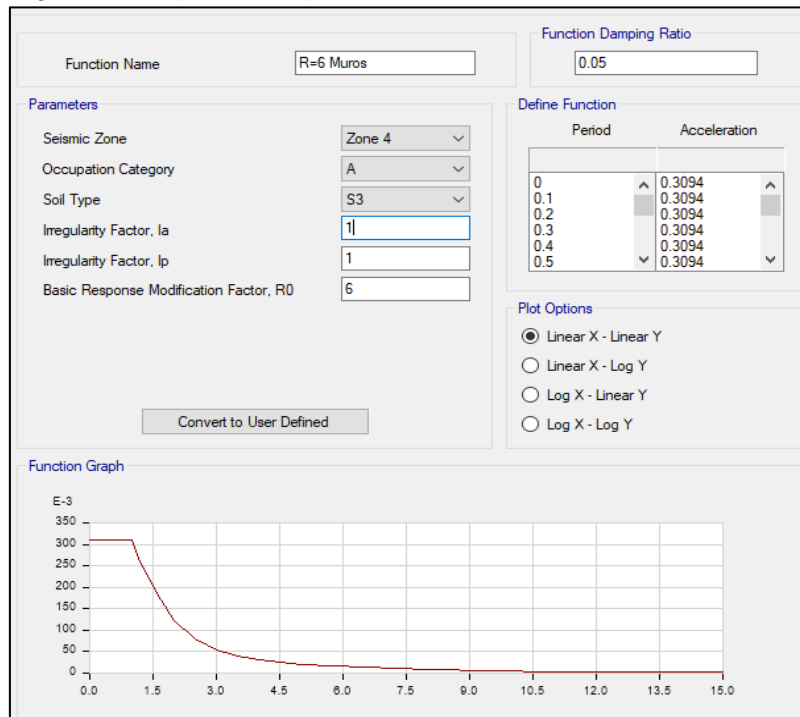 Function Name
R=6 Muros
Function Damping Ratio
0.05
Parameters
Seismic Zone Zone 4
Occupation Category A
Soil Type S3
Irregularity Factor, Ia 1
Irregularity Factor, Ip 1
Basic Response Modification Factor, R0 6
Convert to User Defined
Define Function
Period Acceleration
0 0.3094
0.1 0.3094
0.2 0.3094
0.3 0.3094
0.4 0.3094
0.5 0.3094
Plot Options
Linear X - Linear Y
Linear X - Log Y
Log X - Linear Y
Log X - Log Y
Function Graph
E-3
350
300
250
200
150
100
50
0
0.0 1.5 3.0 4.5 6.0 7.5 9.0 10.5 12.0 13.5 15.0